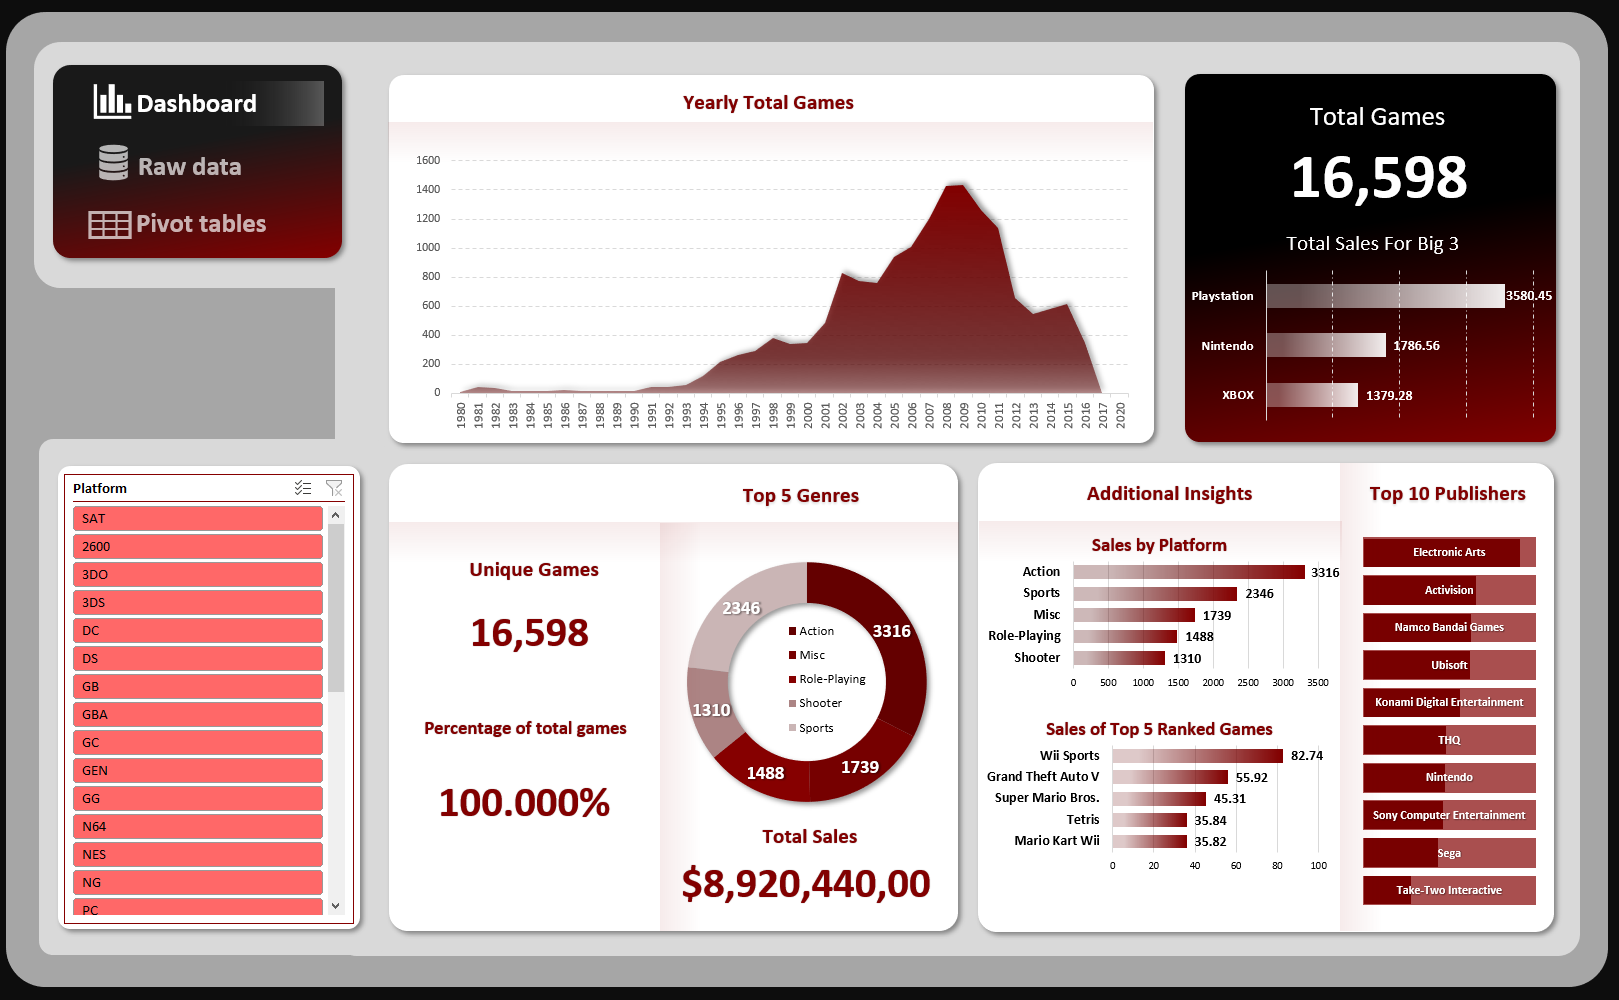 Dashboard
Raw data
Pivot tables
Yearly Total Games
1600
1400
1200
1000
800
600
400
200
0
1980 1981 1982 1983 1984 1985 1986 1987 1988 1989 1990 1991 1992 1993 1994 1995 1996 1997 1998 1999 2000 2001 2002 2003 2004 2005 2006 2007 2008 2009 2010 2011 2012 2013 2014 2015 2016 2017 2020
Total Games
16,598
Total Sales For Big 3
Playstation 3580.45
Nintendo 1786.56
XBOX 1379.28
Platform
SAT
2600
3DO
3DS
DC
DS
GB
GBA
GC
GEN
GG
N64
NES
NG
PC
Top 5 Genres
Unique Games
16,598
Percentage of total games
100.000%
2346
3316
1310
1488
1739
Action
Misc
Role-Playing
Shooter
Sports
Total Sales
$8,920,440,00
Additional Insights
Sales by Platform
Action 3316
Sports 2346
Misc 1739
Role-Playing 1488
Shooter 1310
0 500 1000 1500 2000 2500 3000 3500
Sales of Top 5 Ranked Games
Wii Sports 82.74
Grand Theft Auto V 55.92
Super Mario Bros. 45.31
Tetris 35.84
Mario Kart Wii 35.82
0 20 40 60 80 100
Top 10 Publishers
Electronic Arts
Activision
Namco Bandai Games
Ubisoft
Konami Digital Entertainment
THQ
Nintendo
Sony Computer Entertainment
Sega
Take-Two Interactive